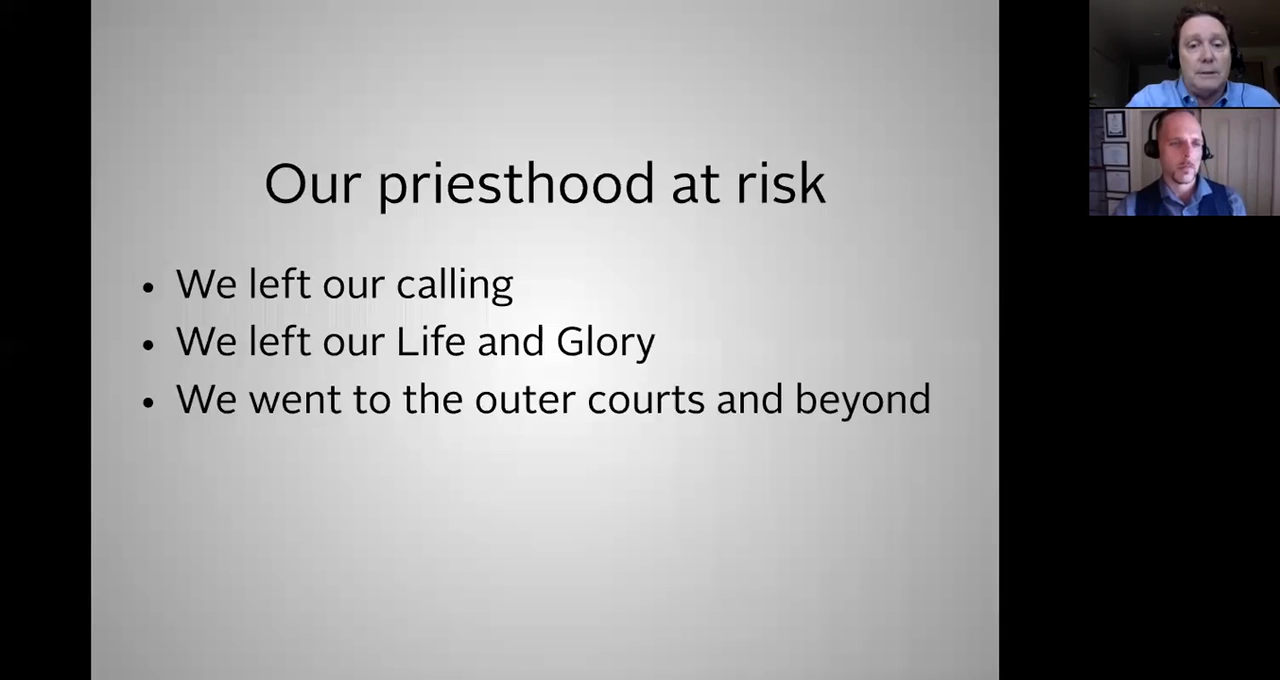 Our priesthood at risk
• We left our calling
• We left our Life and Glory
• We went to the outer courts and beyond